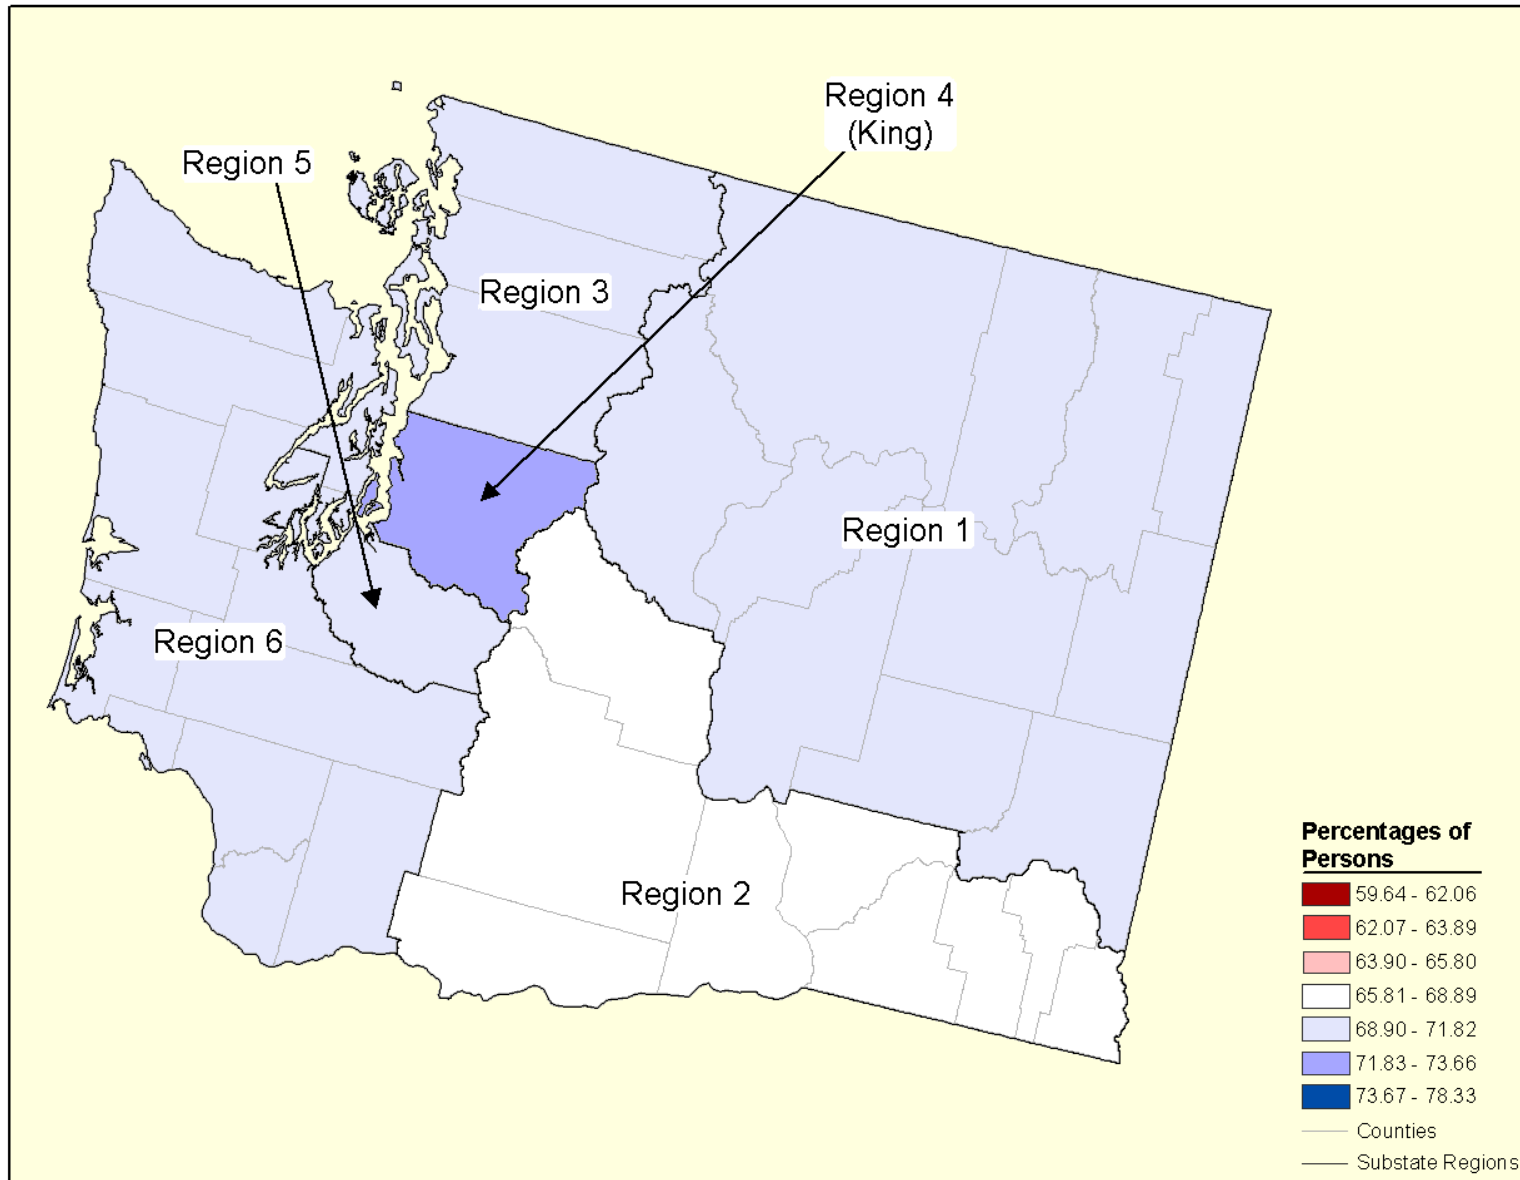 Region 4
(King)
Region 5
Region 3
Region 1
Region 6
Region 2
Percentages of
Persons
59.64 - 62.06
62.07 - 63.89
63.90 - 65.80
65.81 - 68.89
68.90 - 71.82
71.83 - 73.66
73.67 - 78.33
Counties
Substate Regions